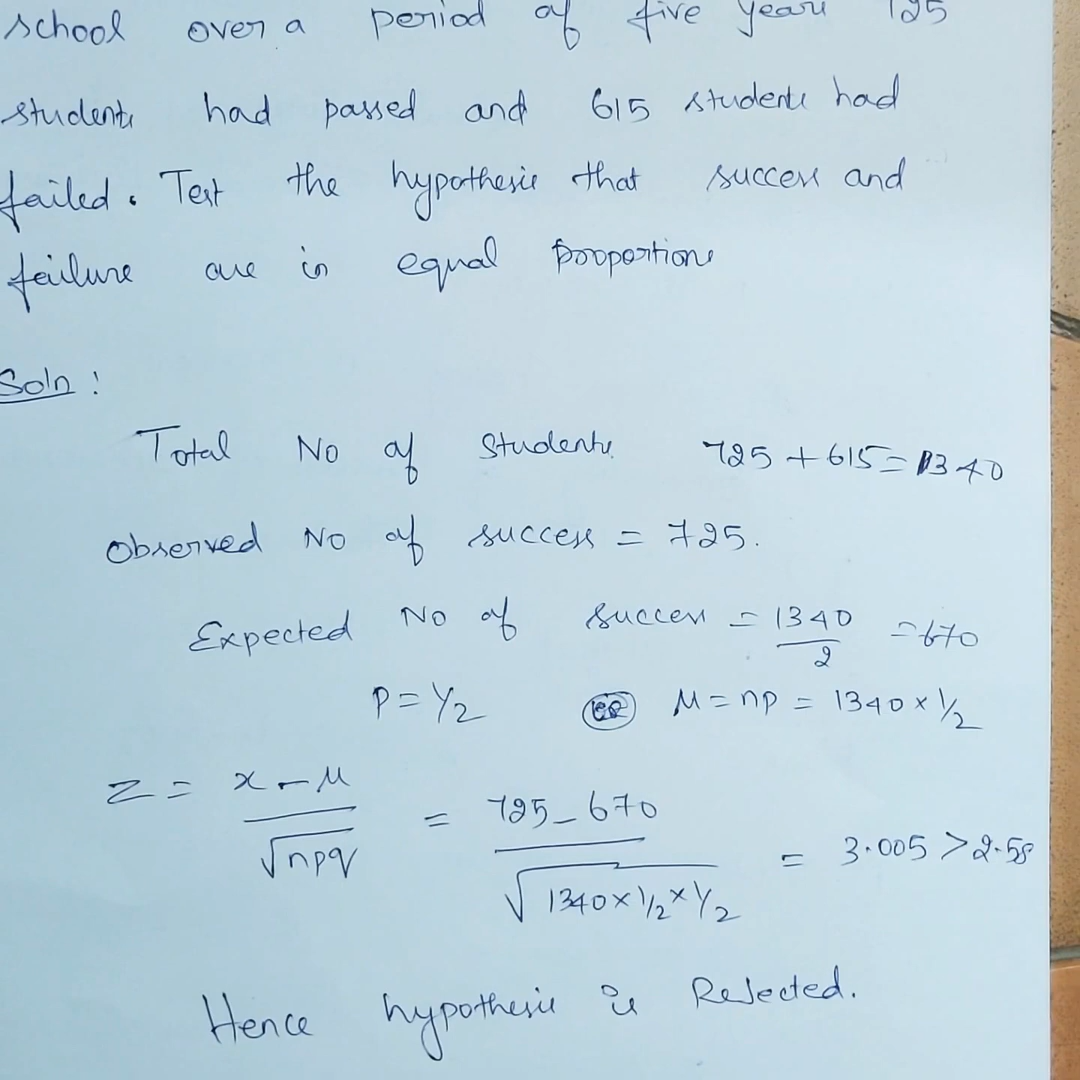 school over a period of five years 725
students had passed and 615 students had
failed. Test the hypothesis that success and
failure are in equal proportions
Soln :
Total No of Students 725 + 615 = 1340
Observed No of success = 725.
Expected No of success = 1340/2 = 670
P = 1/2 M = np = 1340 × 1/2
Z = x - M / √npq = 725 - 670 / √1340 × 1/2 × 1/2 = 3.005 > 2.58
Hence hypothesis is Rejected.